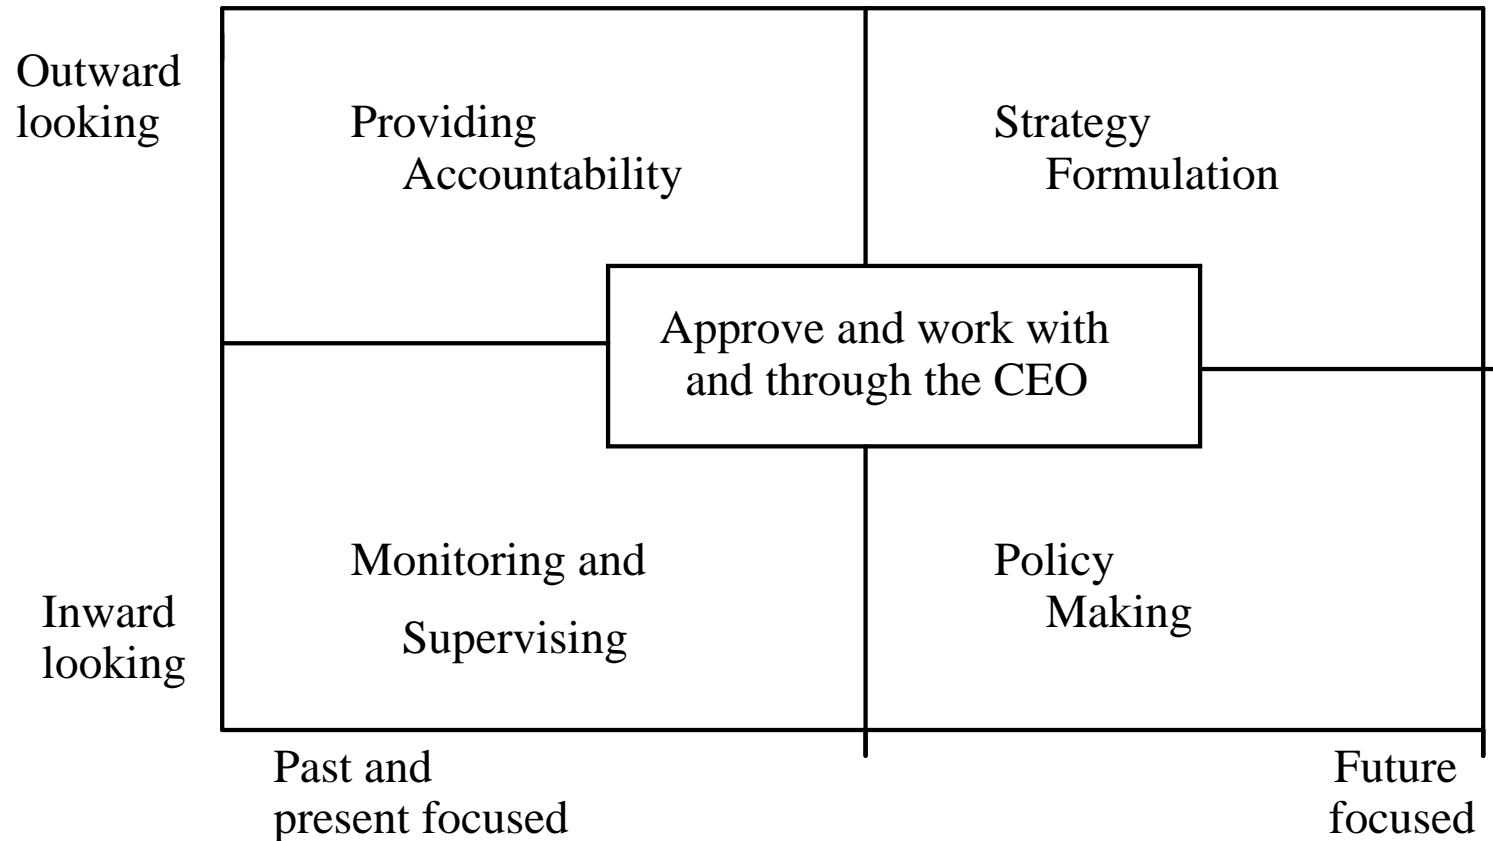 Outward
looking
Providing
Accountability
Strategy
Formulation
Approve and work with
and through the CEO
Monitoring and
Supervising
Policy
Making
Inward
looking
Past and
present focused
Future
focused